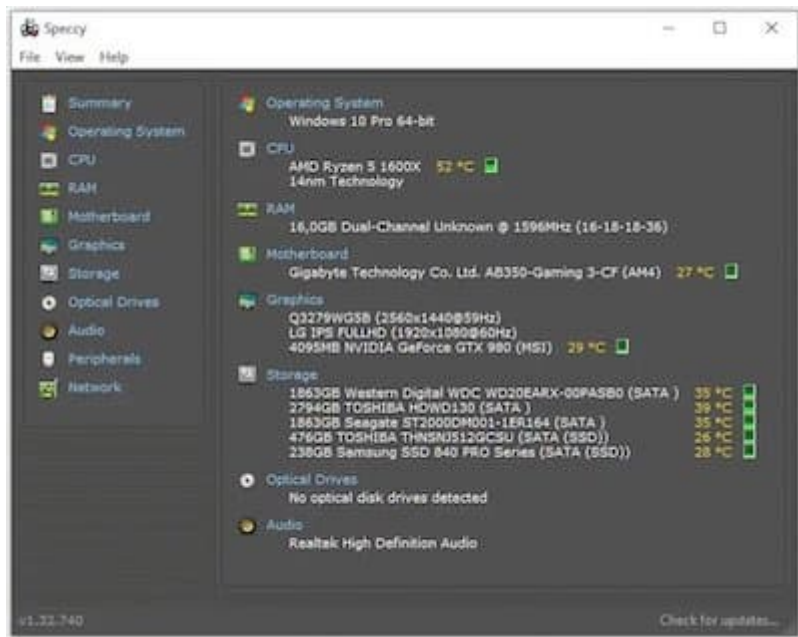 Speccy
File View Help
Summary
Operating System
CPU
RAM
Motherboard
Graphics
Storage
Optical Drives
Audio
Peripherals
Network
Operating System
Windows 10 Pro 64-bit
CPU
AMD Ryzen 5 1600X 52 °C
14nm Technology
RAM
16,0GB Dual-Channel Unknown @ 1596MHz (16-18-18-36)
Motherboard
Gigabyte Technology Co. Ltd. AB350-Gaming 3-CF (AM4) 27 °C
Graphics
Q3279WG5B (2560x1440@59Hz)
LG IPS FULLHD (1920x1080@60Hz)
4095MB NVIDIA GeForce GTX 980 (MSI) 29 °C
Storage
1863GB Western Digital WDC WD20EARX-00PASB0 (SATA ) 35 °C
2794GB TOSHIBA HDWD130 (SATA ) 39 °C
1863GB Seagate ST2000DM001-1ER164 (SATA ) 35 °C
476GB TOSHIBA THNSNJ512GCSU (SATA (SSD)) 26 °C
238GB Samsung SSD 840 PRO Series (SATA (SSD)) 28 °C
Optical Drives
No optical disk drives detected
Audio
Realtek High Definition Audio
v1.32.740
Check for updates...